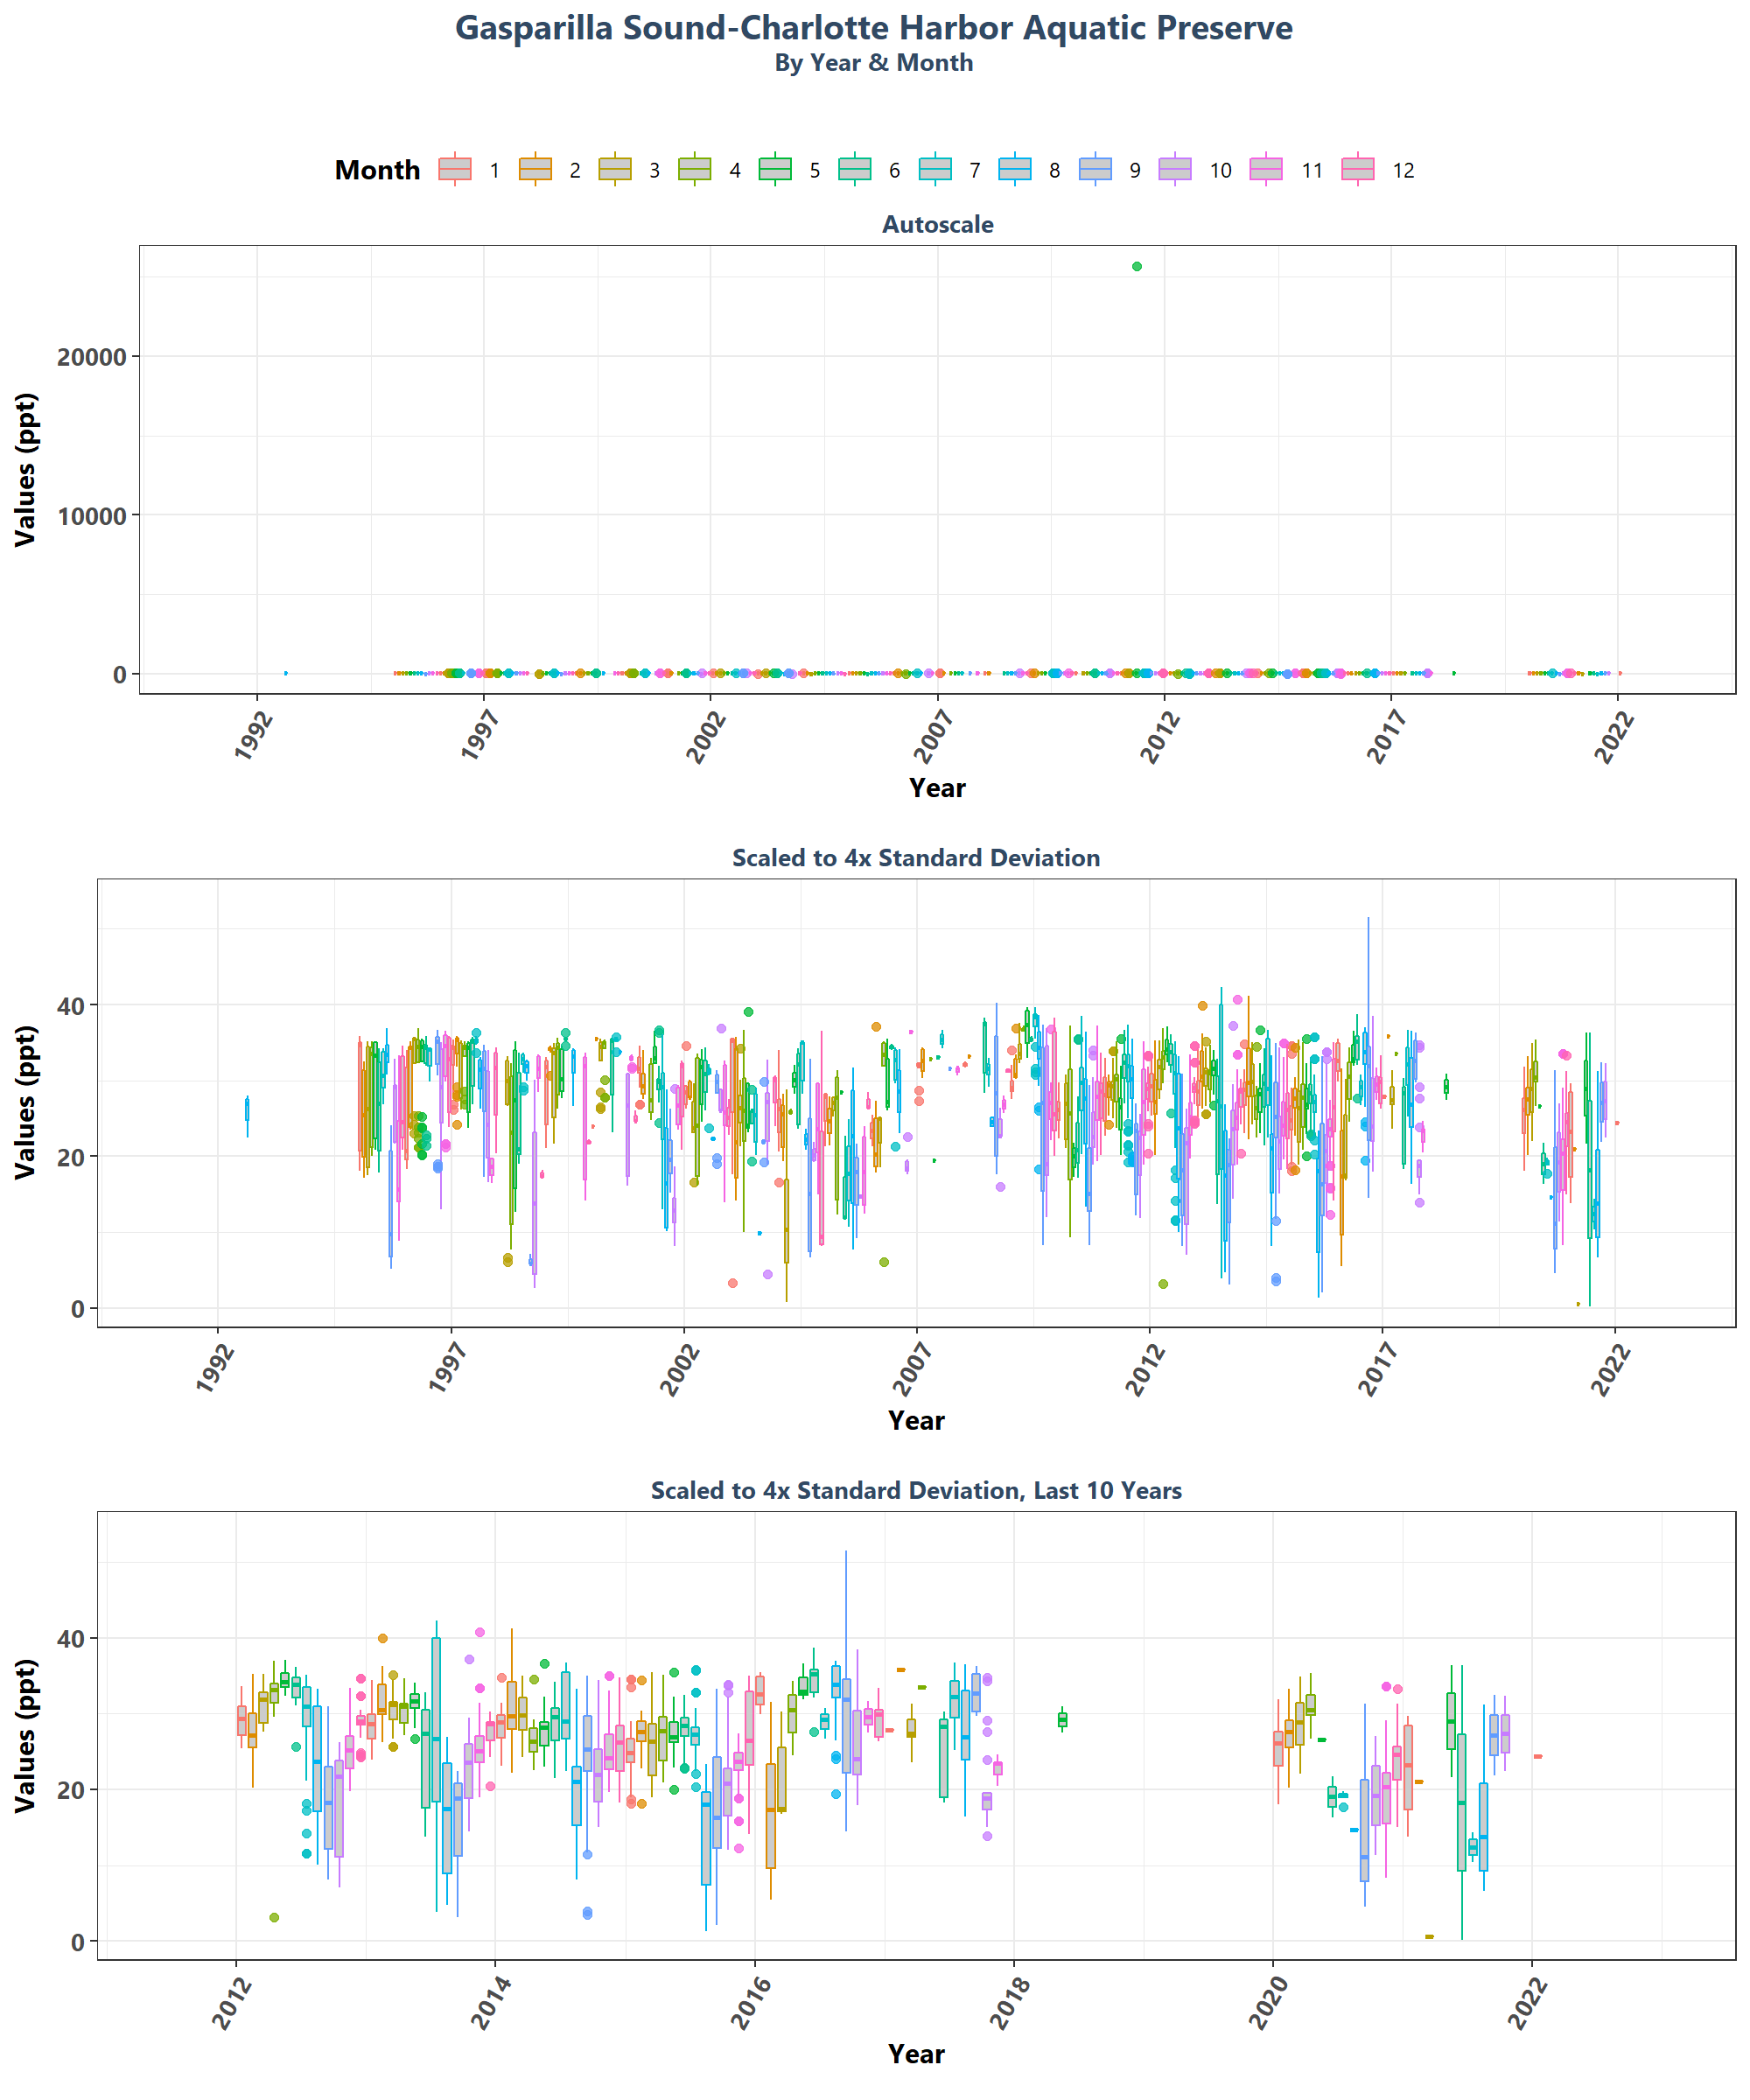 Gasparilla Sound-Charlotte Harbor Aquatic Preserve
By Year & Month
Month 1 2 3 4 5 6 7 8 9 10 11 12
Autoscale
Values (ppt)
20000
10000
0
1992 1997 2002 2007 2012 2017 2022
Year
Scaled to 4x Standard Deviation
Values (ppt)
40
20
0
1992 1997 2002 2007 2012 2017 2022
Year
Scaled to 4x Standard Deviation, Last 10 Years
Values (ppt)
40
20
0
2012 2014 2016 2018 2020 2022
Year